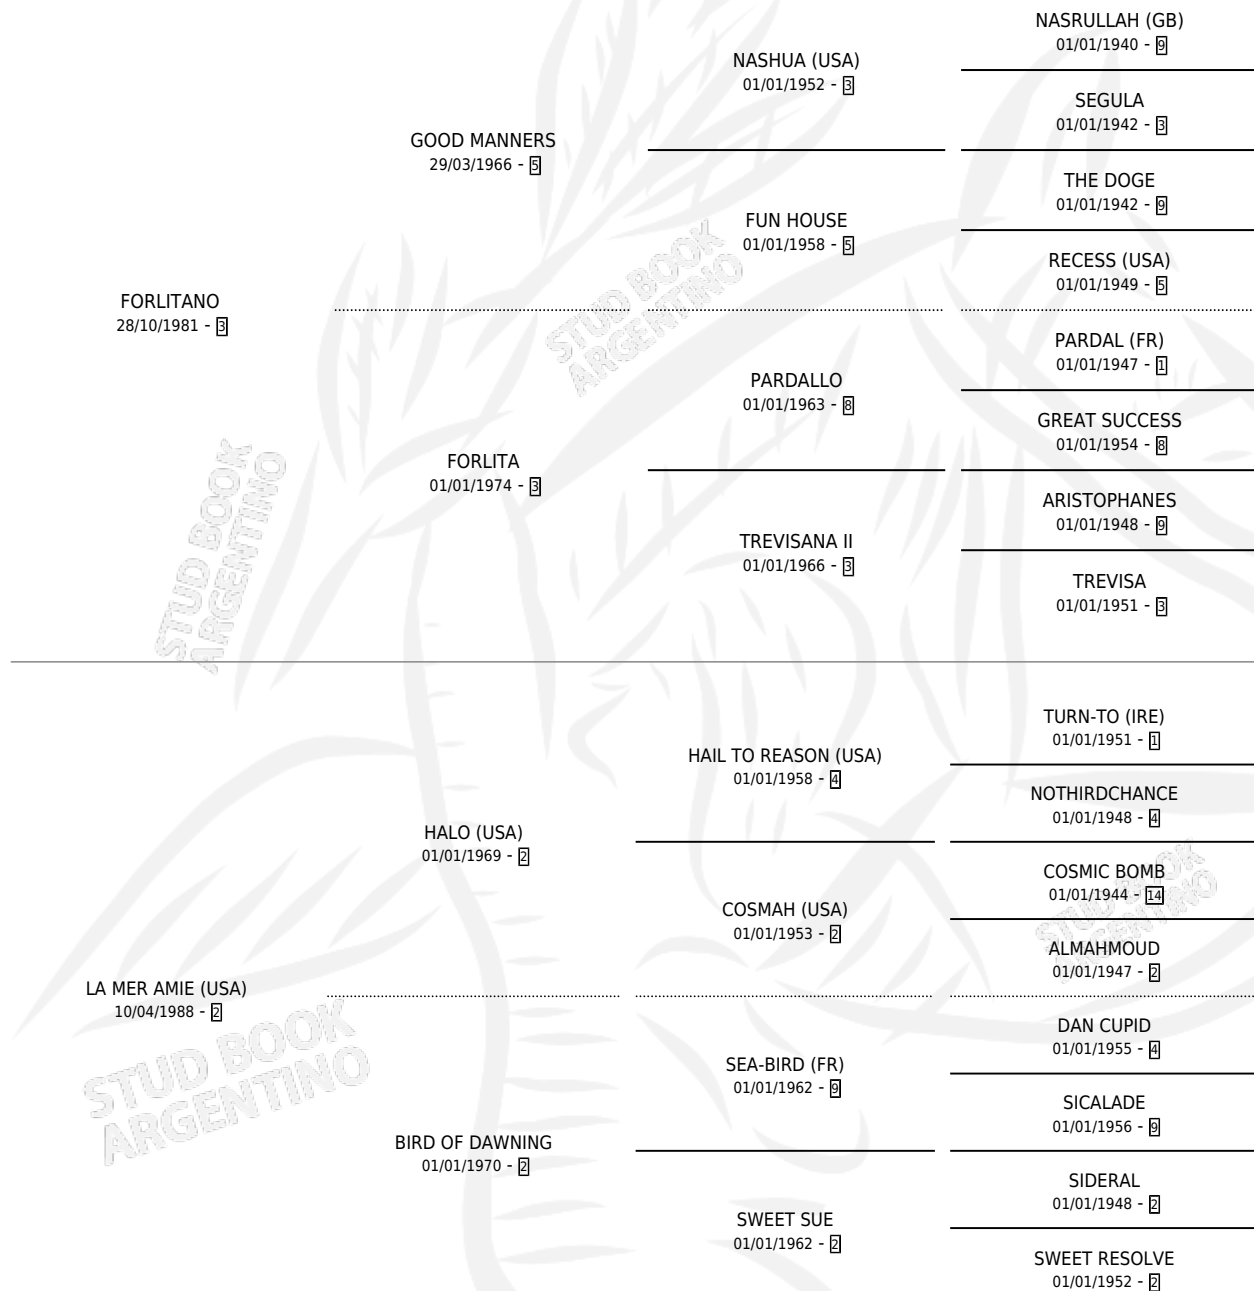 NASRULLAH (GB)
01/01/1940 - 9
NASHUA (USA)
01/01/1952 - 3
SEGULA
01/01/1942 - 3
GOOD MANNERS
29/03/1966 - 5
THE DOGE
01/01/1942 - 9
FUN HOUSE
01/01/1958 - 5
RECESS (USA)
01/01/1949 - 5
FORLITANO
28/10/1981 - 3
PARDAL (FR)
01/01/1947 - 1
PARDALLO
01/01/1963 - 8
GREAT SUCCESS
01/01/1954 - 8
FORLITA
01/01/1974 - 3
ARISTOPHANES
01/01/1948 - 9
TREVISANA II
01/01/1966 - 3
TREVISA
01/01/1951 - 3
TURN-TO (IRE)
01/01/1951 - 1
HAIL TO REASON (USA)
01/01/1958 - 4
NOTHIRDCHANCE
01/01/1948 - 4
HALO (USA)
01/01/1969 - 2
COSMIC BOMB
01/01/1944 - 14
COSMAH (USA)
01/01/1953 - 2
ALMAHMOUD
01/01/1947 - 2
LA MER AMIE (USA)
10/04/1988 - 2
DAN CUPID
01/01/1955 - 4
SEA-BIRD (FR)
01/01/1962 - 9
SICALADE
01/01/1956 - 9
BIRD OF DAWNING
01/01/1970 - 2
SIDERAL
01/01/1948 - 2
SWEET SUE
01/01/1962 - 2
SWEET RESOLVE
01/01/1952 - 2
STUD BOOK
ARGENTINO
STUD BOOK
ARGENTINO
STUD BOOK
ARGENTINO
STUD BOOK
ARGENTINO